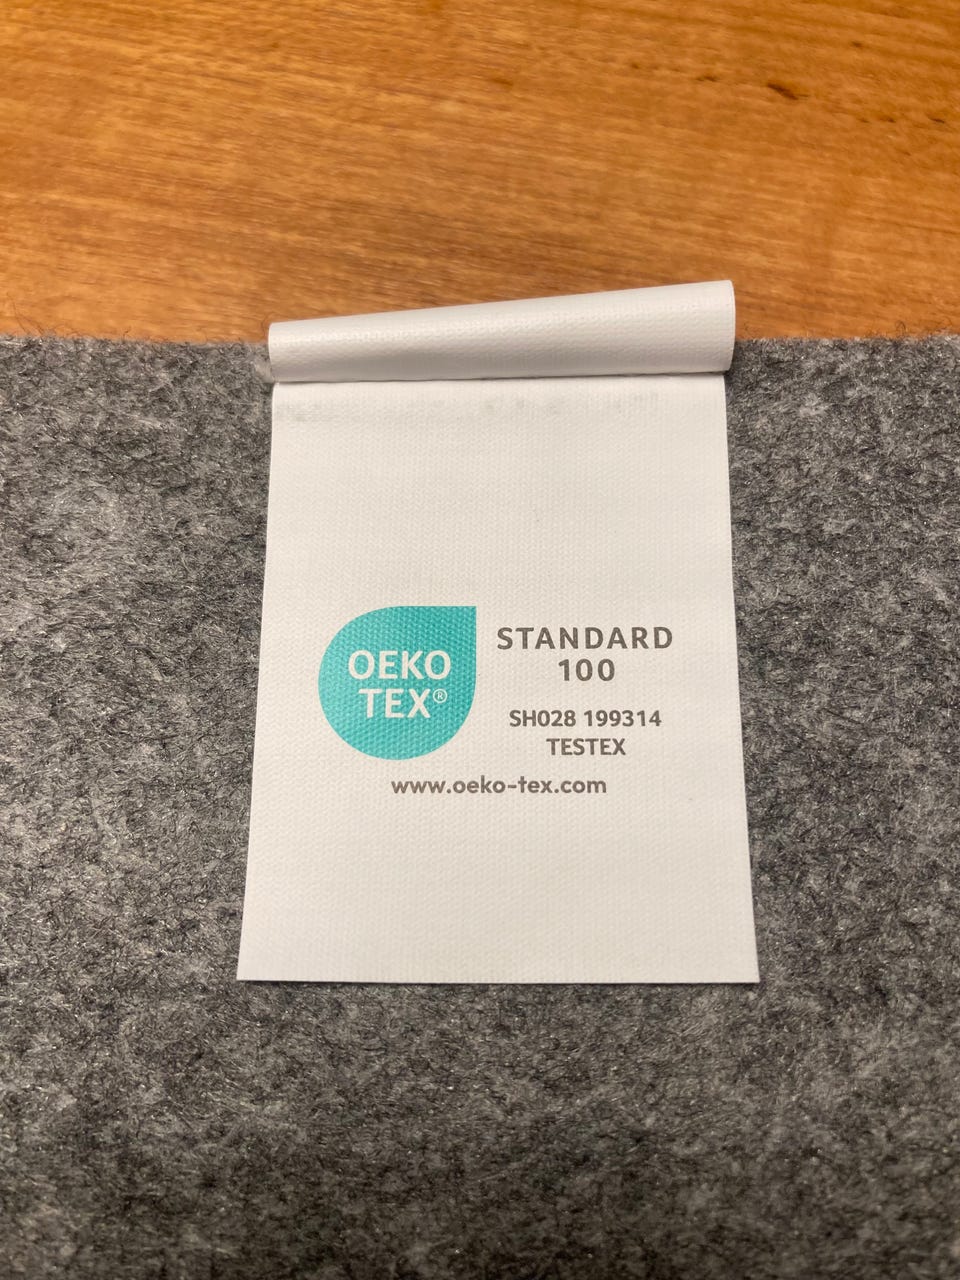 OEKO
TEX®
STANDARD
100
SH028 199314
TESTEX
www.oeko-tex.com